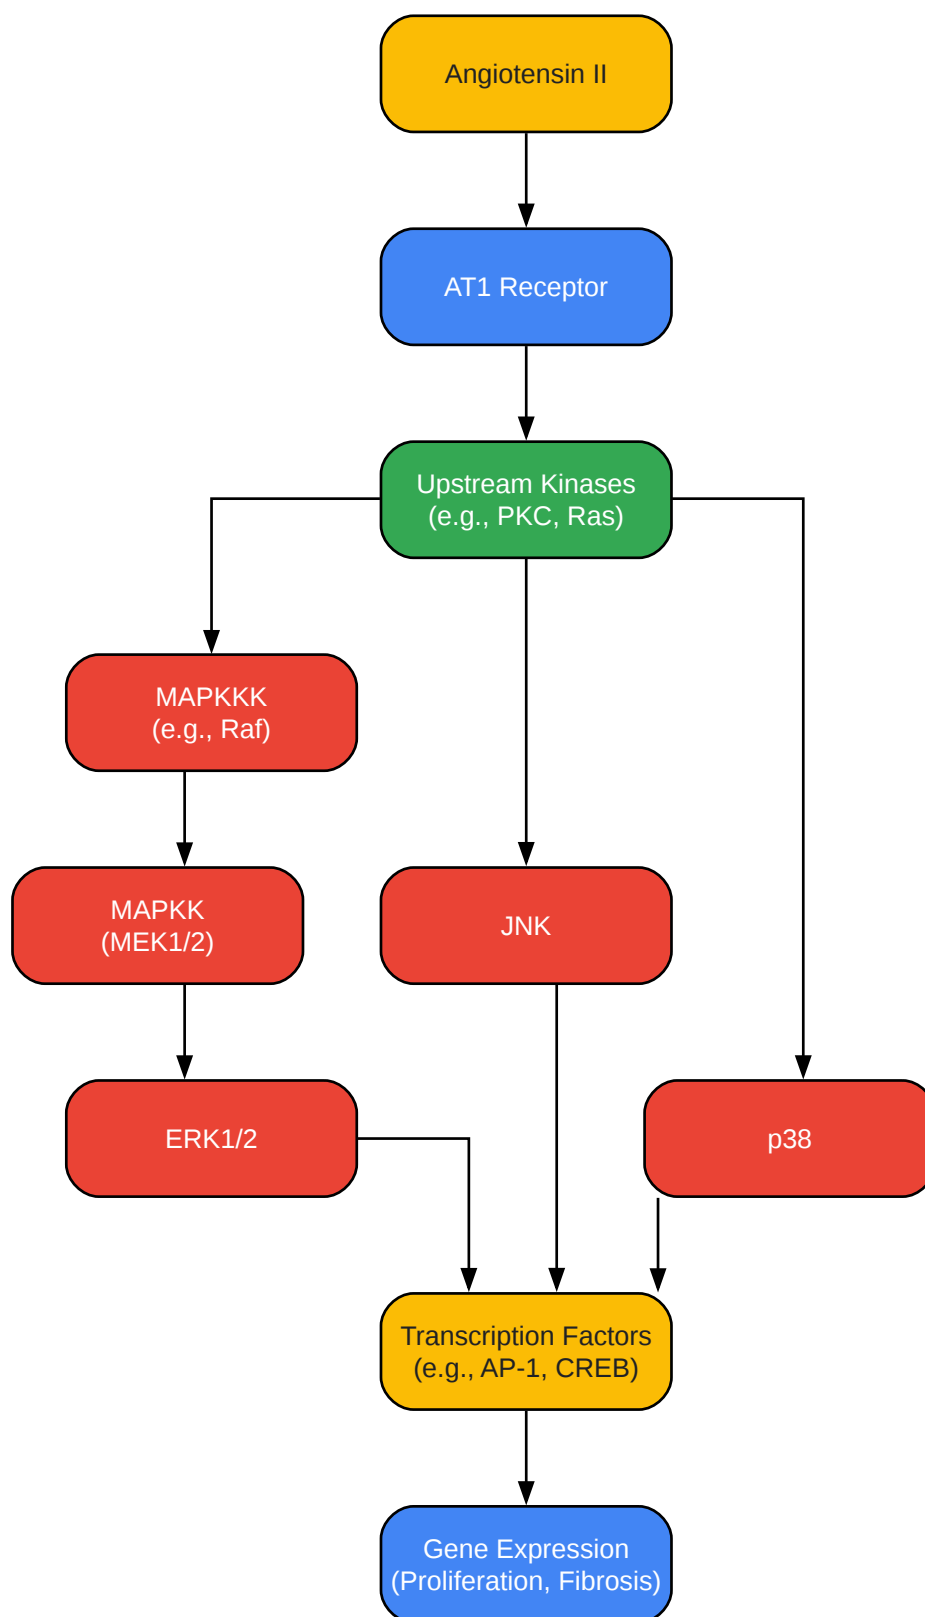 Angiotensin II
AT1 Receptor
Upstream Kinases
(e.g., PKC, Ras)
MAPKKK
(e.g., Raf)
MAPKK
(MEK1/2)
JNK
ERK1/2
p38
Transcription Factors
(e.g., AP-1, CREB)
Gene Expression
(Proliferation, Fibrosis)